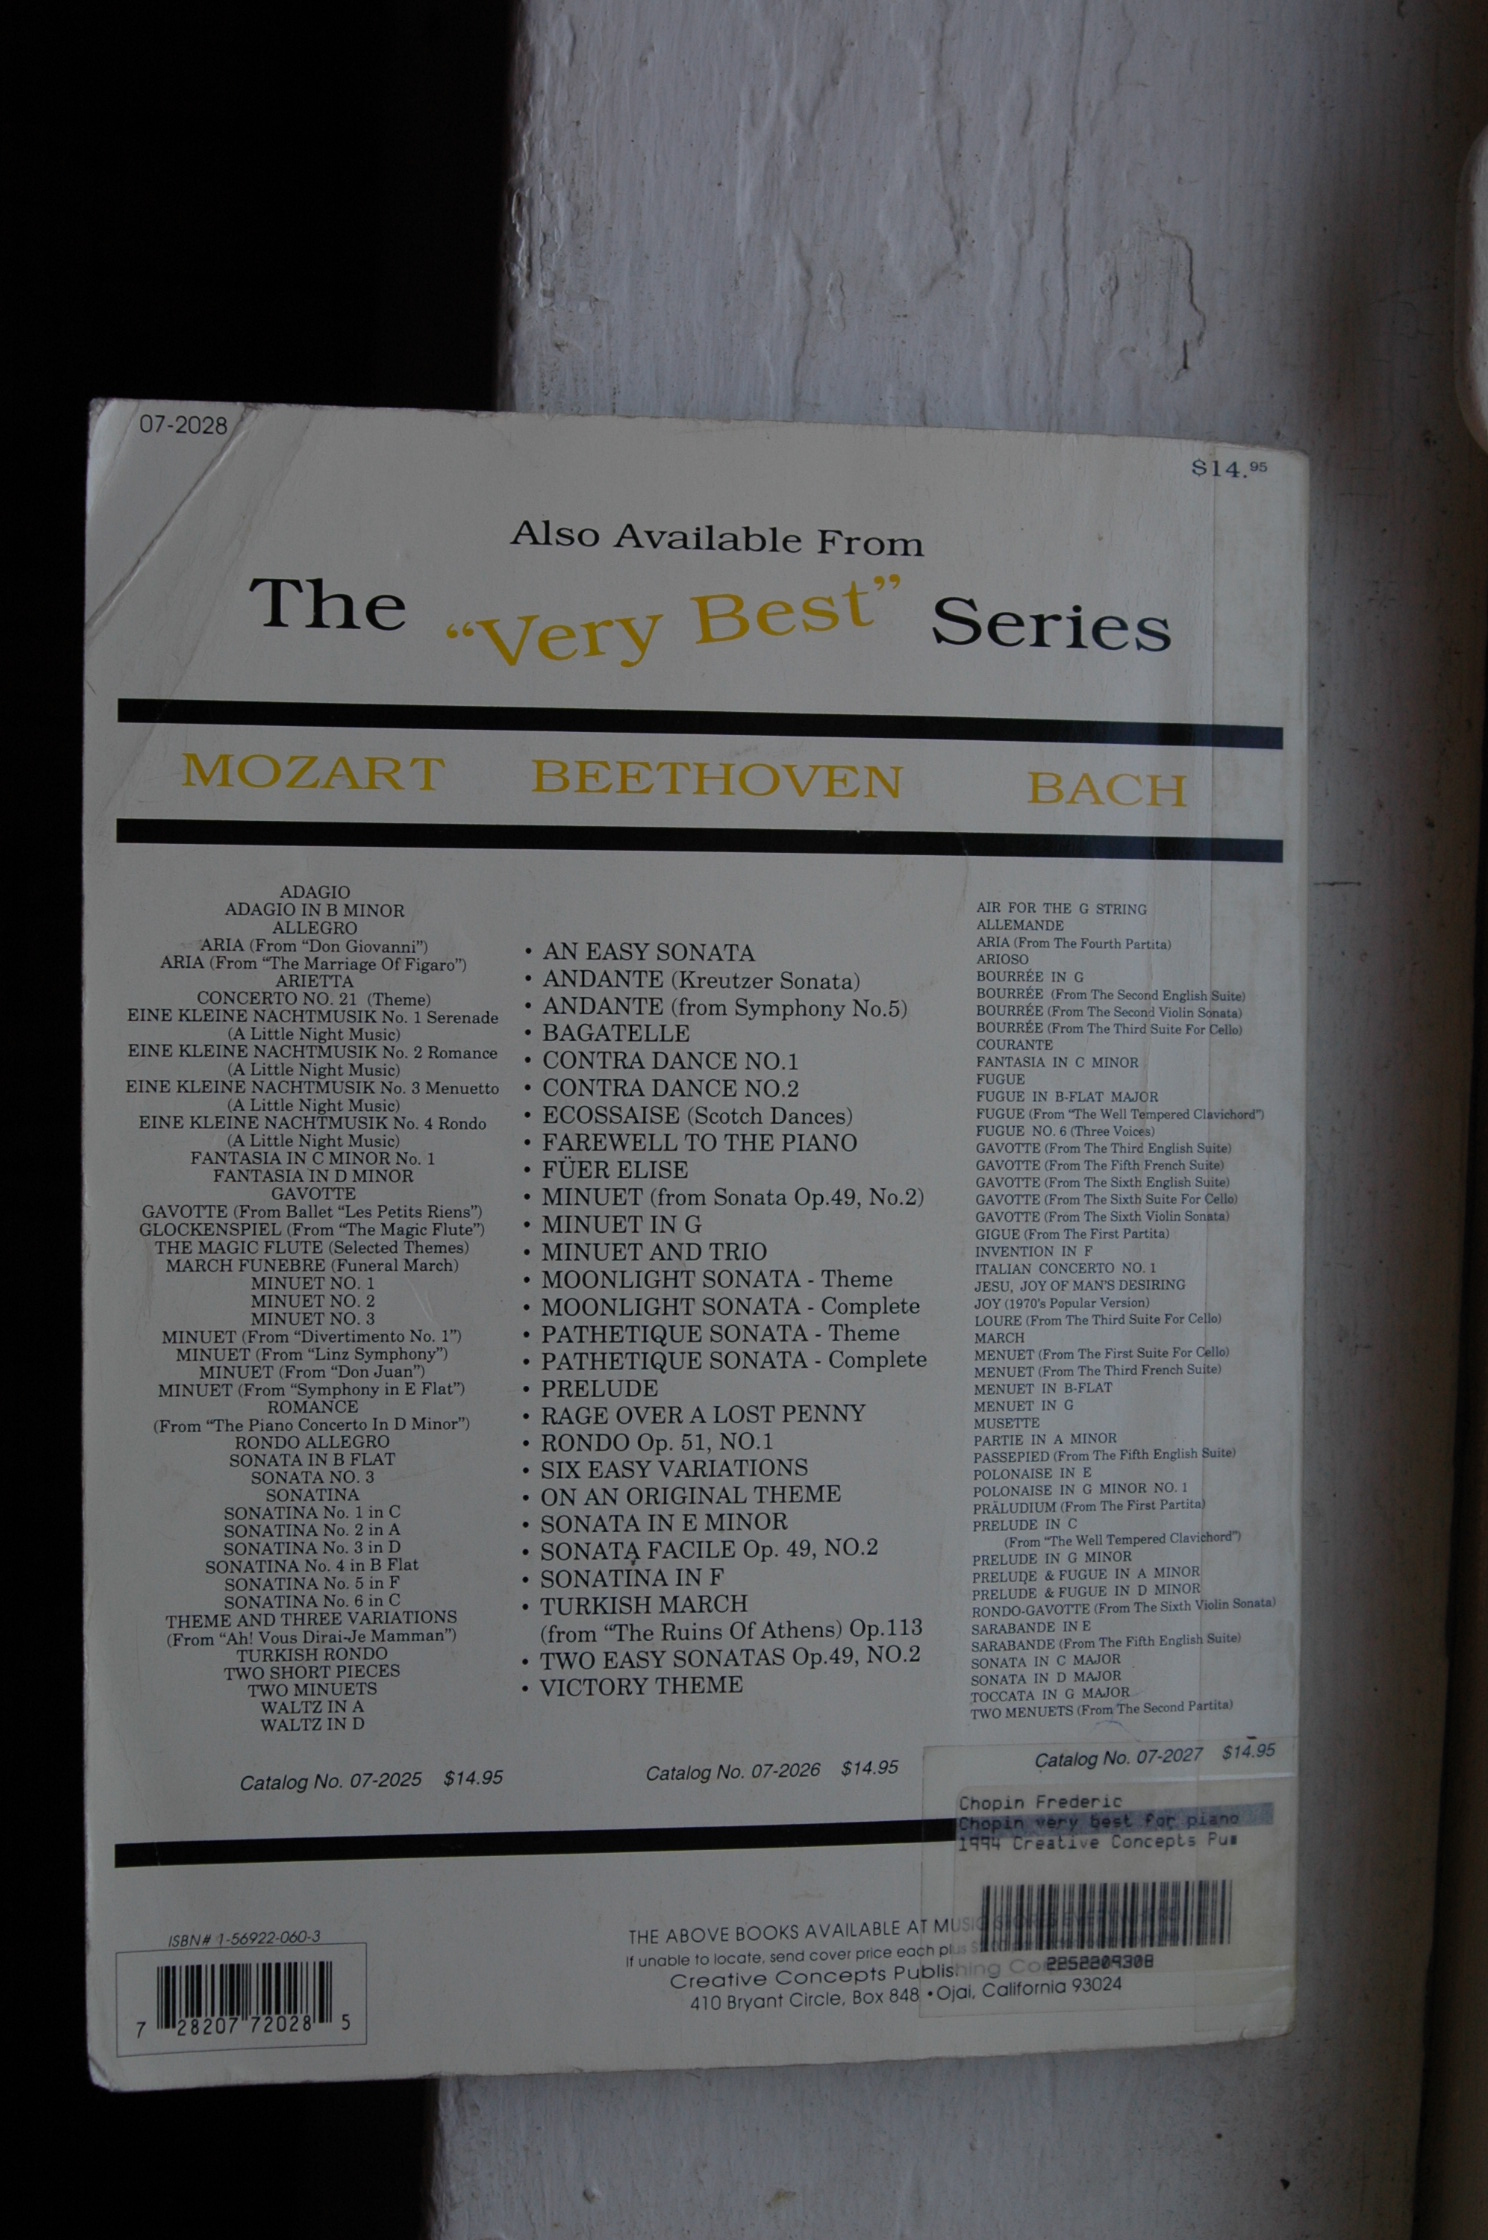 07-2028
$14.95
Also Available From
The “Very Best” Series
MOZART BEETHOVEN BACH
ADAGIO
ADAGIO IN B MINOR
ALLEGRO
ARIA (From “Don Giovanni”)
ARIA (From “The Marriage Of Figaro”)
ARIETTA
CONCERTO NO. 21 (Theme)
EINE KLEINE NACHTMUSIK No. 1 Serenade
(A Little Night Music)
EINE KLEINE NACHTMUSIK No. 2 Romance
(A Little Night Music)
EINE KLEINE NACHTMUSIK No. 3 Menuetto
(A Little Night Music)
EINE KLEINE NACHTMUSIK No. 4 Rondo
(A Little Night Music)
FANTASIA IN C MINOR No. 1
FANTASIA IN D MINOR
GAVOTTE
GAVOTTE (From Ballet “Les Petits Riens”)
GLOCKENSPIEL (From “The Magic Flute”)
THE MAGIC FLUTE (Selected Themes)
MARCH FUNEBRE (Funeral March)
MINUET NO. 1
MINUET NO. 2
MINUET NO. 3
MINUET (From “Divertimento No. 1”)
MINUET (From “Linz Symphony”)
MINUET (From “Don Juan”)
MINUET (From “Symphony in E Flat”)
ROMANCE
(From “The Piano Concerto In D Minor”)
RONDO ALLEGRO
SONATA IN B FLAT
SONATA NO. 3
SONATINA
SONATINA No. 1 in C
SONATINA No. 2 in A
SONATINA No. 3 in D
SONATINA No. 4 in B Flat
SONATINA No. 5 in F
SONATINA No. 6 in C
THEME AND THREE VARIATIONS
(From “Ah! Vous Dirai-Je Mamman”)
TURKISH RONDO
TWO SHORT PIECES
TWO MINUETS
WALTZ IN A
WALTZ IN D
Catalog No. 07-2025 $14.95
• AN EASY SONATA
• ANDANTE (Kreutzer Sonata)
• ANDANTE (from Symphony No.5)
• BAGATELLE
• CONTRA DANCE NO.1
• CONTRA DANCE NO.2
• ECOSSAISE (Scotch Dances)
• FAREWELL TO THE PIANO
• FÜER ELISE
• MINUET (from Sonata Op.49, No.2)
• MINUET IN G
• MINUET AND TRIO
• MOONLIGHT SONATA - Theme
• MOONLIGHT SONATA - Complete
• PATHETIQUE SONATA - Theme
• PATHETIQUE SONATA - Complete
• PRELUDE
• RAGE OVER A LOST PENNY
• RONDO Op. 51, NO.1
• SIX EASY VARIATIONS
• ON AN ORIGINAL THEME
• SONATA IN E MINOR
• SONATA FACILE Op. 49, NO.2
• SONATINA IN F
• TURKISH MARCH
(from “The Ruins Of Athens) Op.113
• TWO EASY SONATAS Op.49, NO.2
• VICTORY THEME
Catalog No. 07-2026 $14.95
AIR FOR THE G STRING
ALLEMANDE
ARIA (From The Fourth Partita)
ARIOSO
BOURRÉE IN G
BOURRÉE (From The Second English Suite)
BOURRÉE (From The Second Violin Sonata)
BOURRÉE (From The Third Suite For Cello)
COURANTE
FANTASIA IN C MINOR
FUGUE
FUGUE IN B-FLAT MAJOR
FUGUE (From “The Well Tempered Clavichord”)
FUGUE NO. 6 (Three Voices)
GAVOTTE (From The Third English Suite)
GAVOTTE (From The Fifth French Suite)
GAVOTTE (From The Sixth English Suite)
GAVOTTE (From The Sixth Suite For Cello)
GAVOTTE (From The Sixth Violin Sonata)
GIGUE (From The First Partita)
INVENTION IN F
ITALIAN CONCERTO NO. 1
JESU, JOY OF MAN'S DESIRING
JOY (1970's Popular Version)
LOURE (From The Third Suite For Cello)
MARCH
MENUET (From The First Suite For Cello)
MENUET (From The Third French Suite)
MENUET IN B-FLAT
MENUET IN G
MUSETTE
PARTIE IN A MINOR
PASSEPIED (From The Fifth English Suite)
POLONAISE IN E
POLONAISE IN G MINOR NO. 1
PRÄLUDIUM (From The First Partita)
PRELUDE IN C
(From “The Well Tempered Clavichord”)
PRELUDE IN G MINOR
PRELUDE & FUGUE IN A MINOR
PRELUDE & FUGUE IN D MINOR
RONDO-GAVOTTE (From The Sixth Violin Sonata)
SARABANDE IN E
SARABANDE (From The Fifth English Suite)
SONATA IN C MAJOR
SONATA IN D MAJOR
TOCCATA IN G MAJOR
TWO MENUETS (From The Second Partita)
Catalog No. 07-2027 $14.95
Chopin Frederic
Chopin very best for piano
1994 Creative Concepts Pu
2252209308
ISBN# 1-56922-060-3
7 28207 72028 5
THE ABOVE BOOKS AVAILABLE AT MUSIC
If unable to locate, send cover price each plus
Creative Concepts Publishing
410 Bryant Circle, Box 848 • Ojai, California 93024